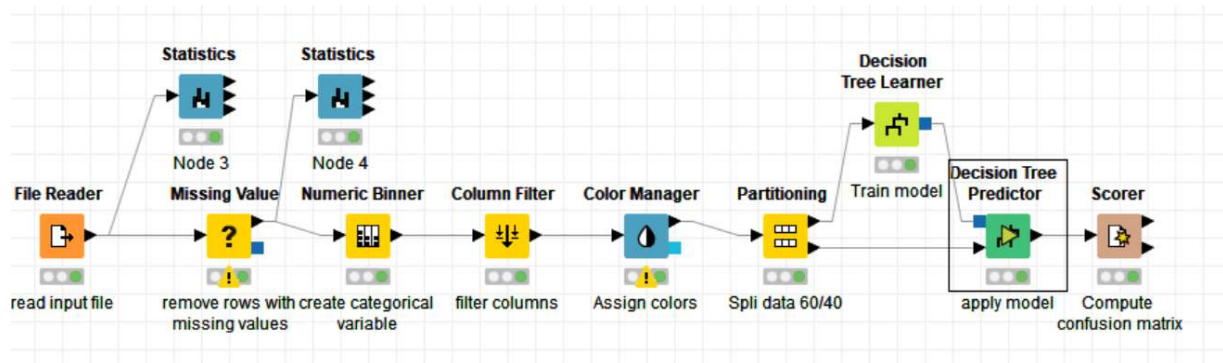 Statistics
Statistics
Decision
Tree Learner
Node 3
Node 4
Train model
File Reader
Missing Value
Numeric Binner
Column Filter
Color Manager
Partitioning
Decision Tree
Predictor
Scorer
?
read input file
remove rows with
missing values
create categorical
variable
filter columns
Assign colors
Spli data 60/40
apply model
Compute
confusion matrix